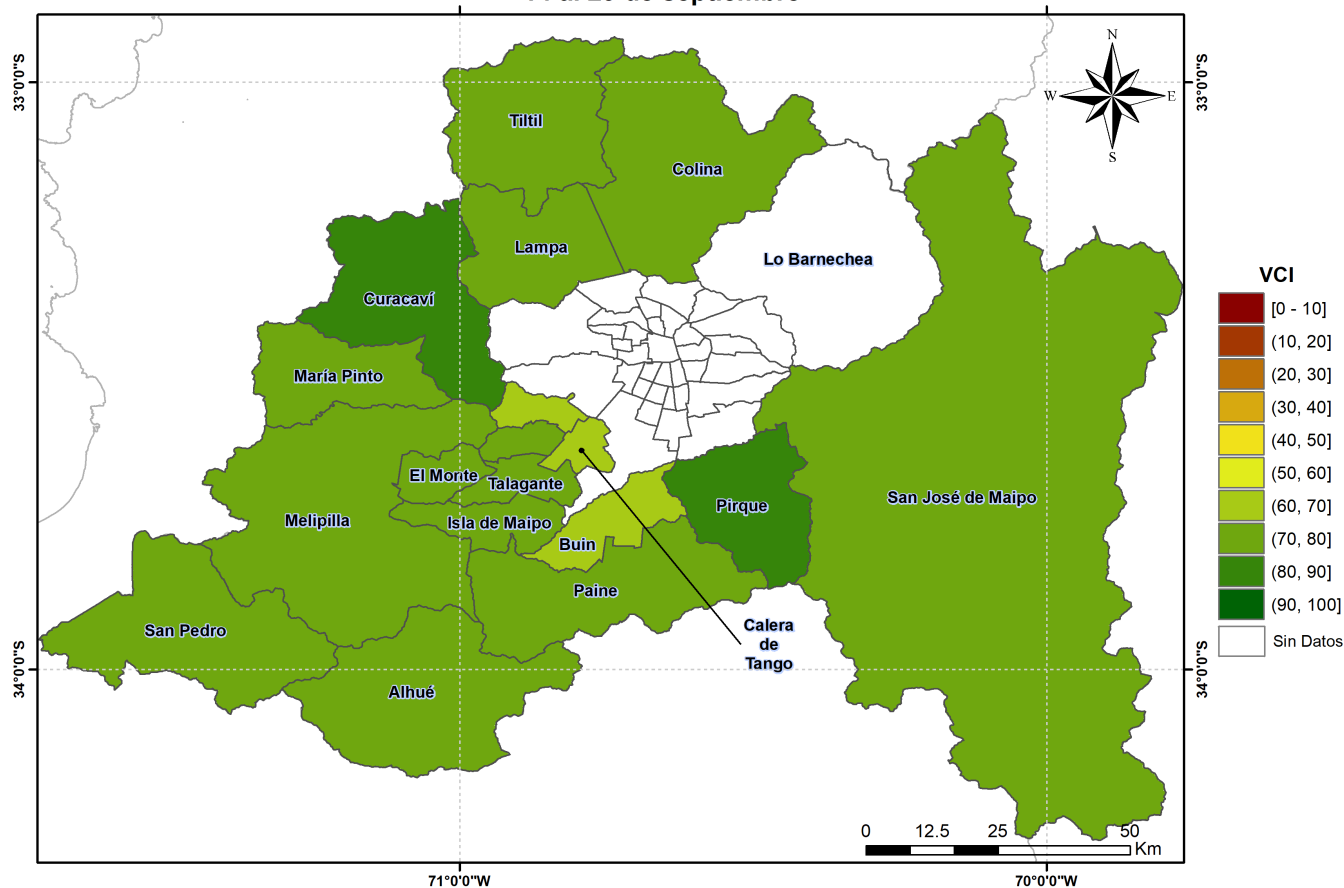 N
W
E
S
33°0'0"S
33°0'0"S
Tiltil
Colina
Lampa
Lo Barnechea
Curacaví
VCI
[0 - 10]
(10, 20]
(20, 30]
(30, 40]
(40, 50]
(50, 60]
(60, 70]
(70, 80]
(80, 90]
(90, 100]
Sin Datos
María Pinto
El Monte
Talagante
San José de Maipo
Pirque
Melipilla
Isla de Maipo
Buin
Paine
San Pedro
Calera
de
Tango
34°0'0"S
34°0'0"S
Alhué
0
12.5
25
50
Km
71°0'0"W
70°0'0"W